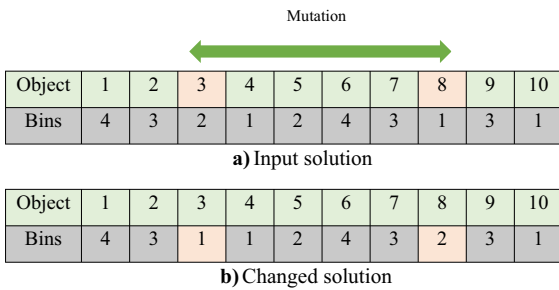 Mutation
Object 1 2 3 4 5 6 7 8 9 10
Bins 4 3 2 1 2 4 3 1 3 1
a) Input solution
Object 1 2 3 4 5 6 7 8 9 10
Bins 4 3 1 1 2 4 3 2 3 1
b) Changed solution